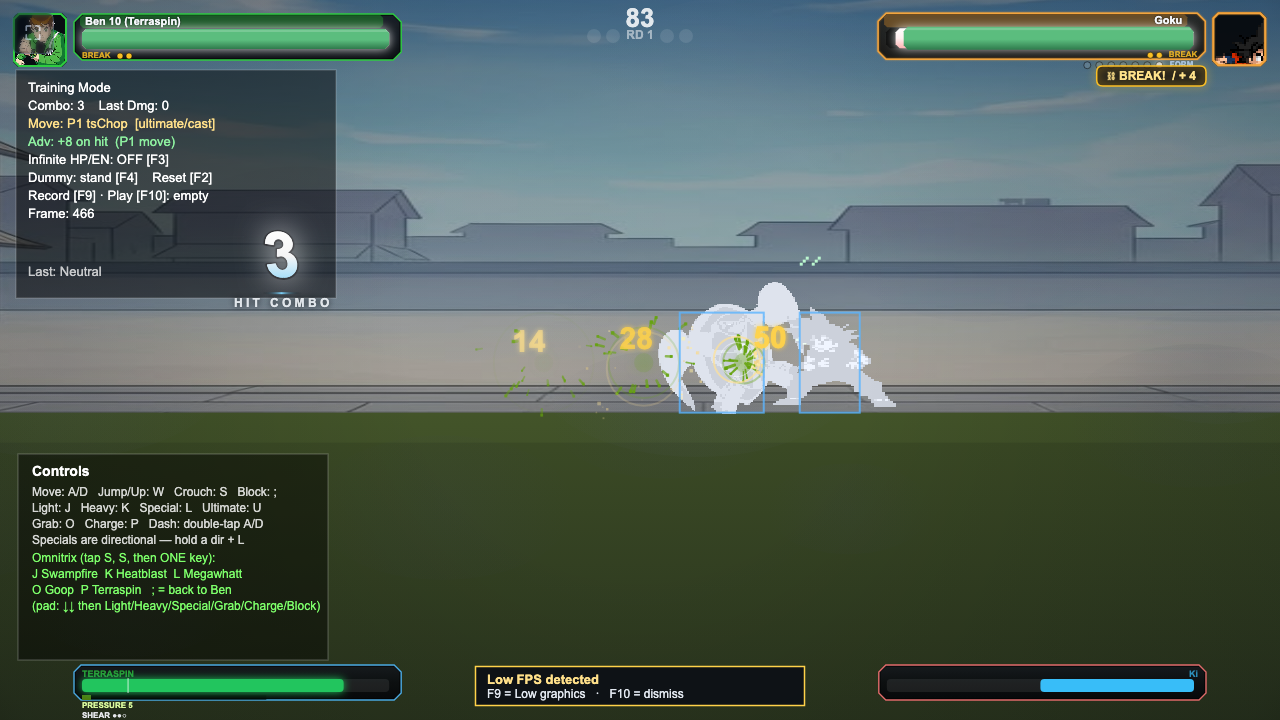 Ben 10 (Terraspin)
BREAK
83
RD 1
Goku
BREAK
FORM
BREAK! / + 4
Training Mode
Combo: 3 Last Dmg: 0
Move: P1 tsChop [ultimate/cast]
Adv: +8 on hit (P1 move)
Infinite HP/EN: OFF [F3]
Dummy: stand [F4] Reset [F2]
Record [F9] · Play [F10]: empty
Frame: 466
Last: Neutral
3
HIT COMBO
14 28 50
Controls
Move: A/D Jump/Up: W Crouch: S Block: ;
Light: J Heavy: K Special: L Ultimate: U
Grab: O Charge: P Dash: double-tap A/D
Specials are directional — hold a dir + L
Omnitrix (tap S, S, then ONE key):
J Swampfire K Heatblast L Megawhatt
O Goop P Terraspin ; = back to Ben
(pad: ↓↓ then Light/Heavy/Special/Grab/Charge/Block)
TERRASPIN
PRESSURE 5
SHEAR ●●○
Low FPS detected
F9 = Low graphics · F10 = dismiss
Ki